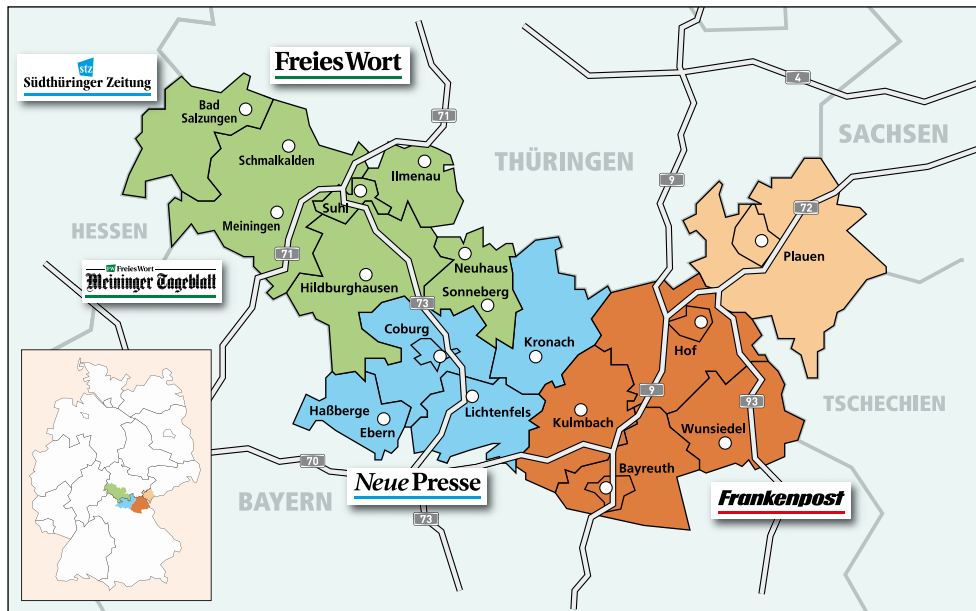 stz
Südthüringer Zeitung
Freies Wort
4
SACHSEN
Bad
Salzungen
71
Schmalkalden
THÜRINGEN
Ilmenau
9
Suhl
72
Meiningen
HESSEN
71
Plauen
FW Freies Wort
Meininger Tageblatt
Neuhaus
Hildburghausen
Sonneberg
73
Coburg
Kronach
Hof
9
Haßberge
Lichtenfels
93
TSCHECHIEN
Ebern
Kulmbach
Wunsiedel
70
Bayreuth
BAYERN
Neue Presse
Frankenpost
73